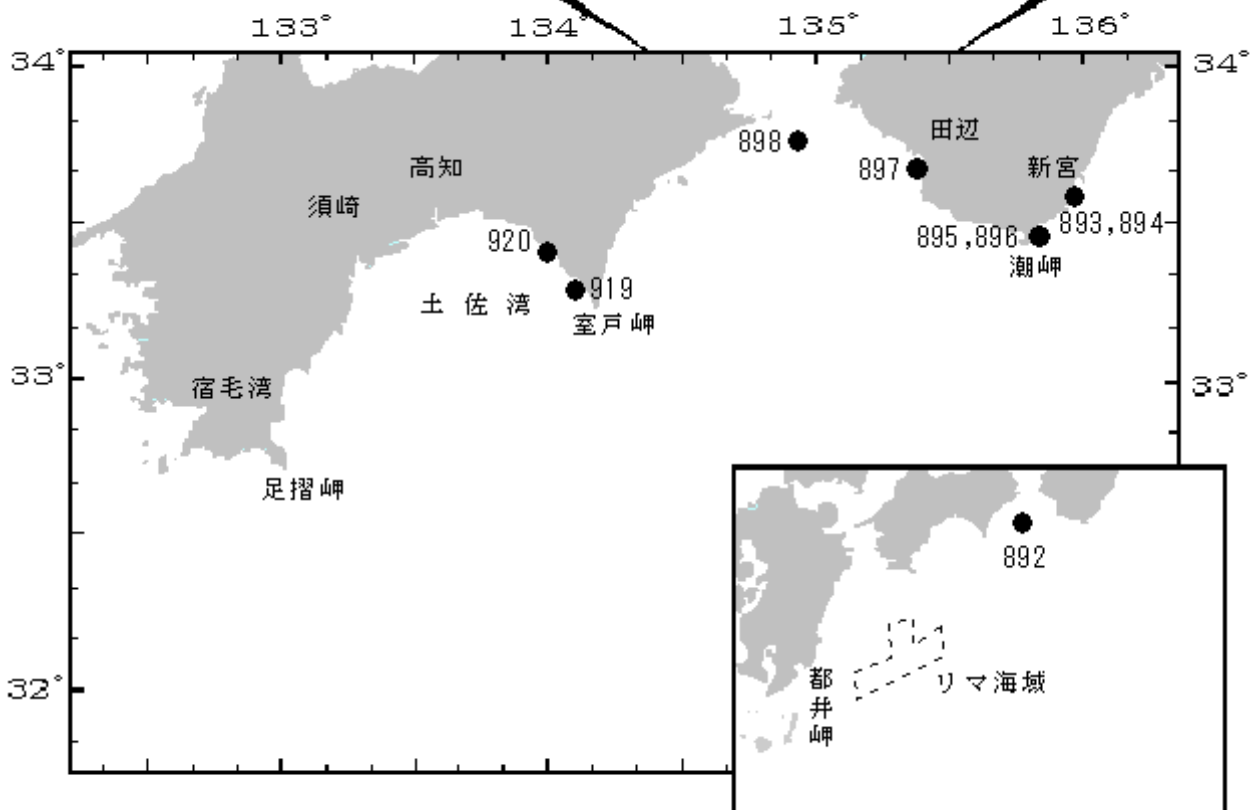 133°
134°
135°
136°
34°
34°
田辺
898
高知
897
新宮
須崎
893,894
920
895,896
潮岬
919
土佐湾
室戸岬
33°
33°
宿毛湾
足摺岬
892
リマ海域
都井岬
32°